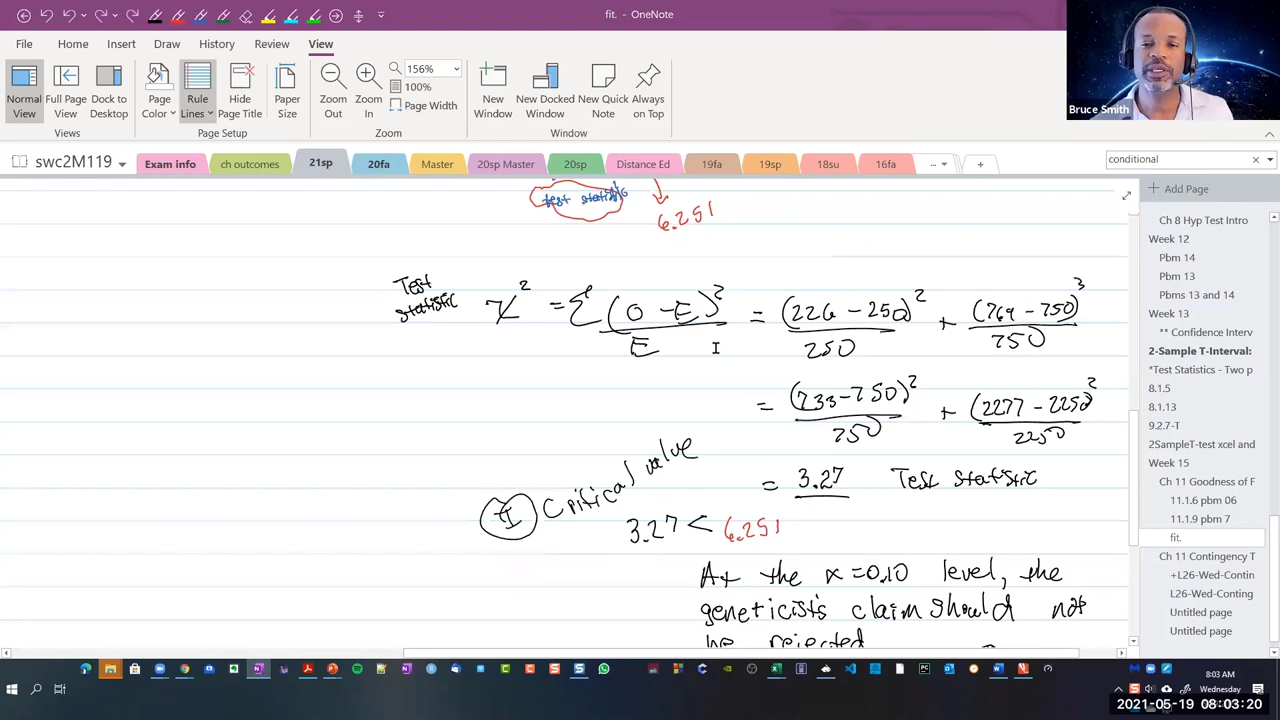 fit. - OneNote
File Home Insert Draw History Review View
156%
100%
Page Width
Normal View
Full Page View
Dock to Desktop
Page Color
Rule Lines
Hide Page Title
Paper Size
Zoom Out
Zoom In
New Window
New Docked Window
New Quick Note
Always on Top
Views
Page Setup
Zoom
Window
Bruce Smith
swc2M119
Exam info ch outcomes 21sp 20fa Master 20sp Master 20sp Distance Ed 19fa 19sp 18su 16fa
conditional
Add Page
Ch 8 Hyp Test Intro
Week 12
Pbm 14
Pbm 13
Pbms 13 and 14
Week 13
** Confidence Interv
2-Sample T-Interval:
*Test Statistics - Two p
8.1.5
8.1.13
9.2.7-T
2SampleT-test xcel and
Week 15
Ch 11 Goodness of F
11.1.6 pbm 06
11.1.9 pbm 7
fit.
Ch 11 Contingency T
+L26-Wed-Contin
L26-Wed-Conting
Untitled page
Untitled page
test statistic
6.251
Test statistic χ² = Σ (O - E)² / E = (226 - 250)² / 250 + (769 - 750)³ / 750
= (733 - 750)² / 750 + (2277 - 2250)² / 2250
= 3.27 Test statistic
I Critical value
3.27 < 6.251
At the α = 0.10 level, the
geneticists claim should not
be rejected
8:03 AM
Wednesday
2021-05-19 08:03:20